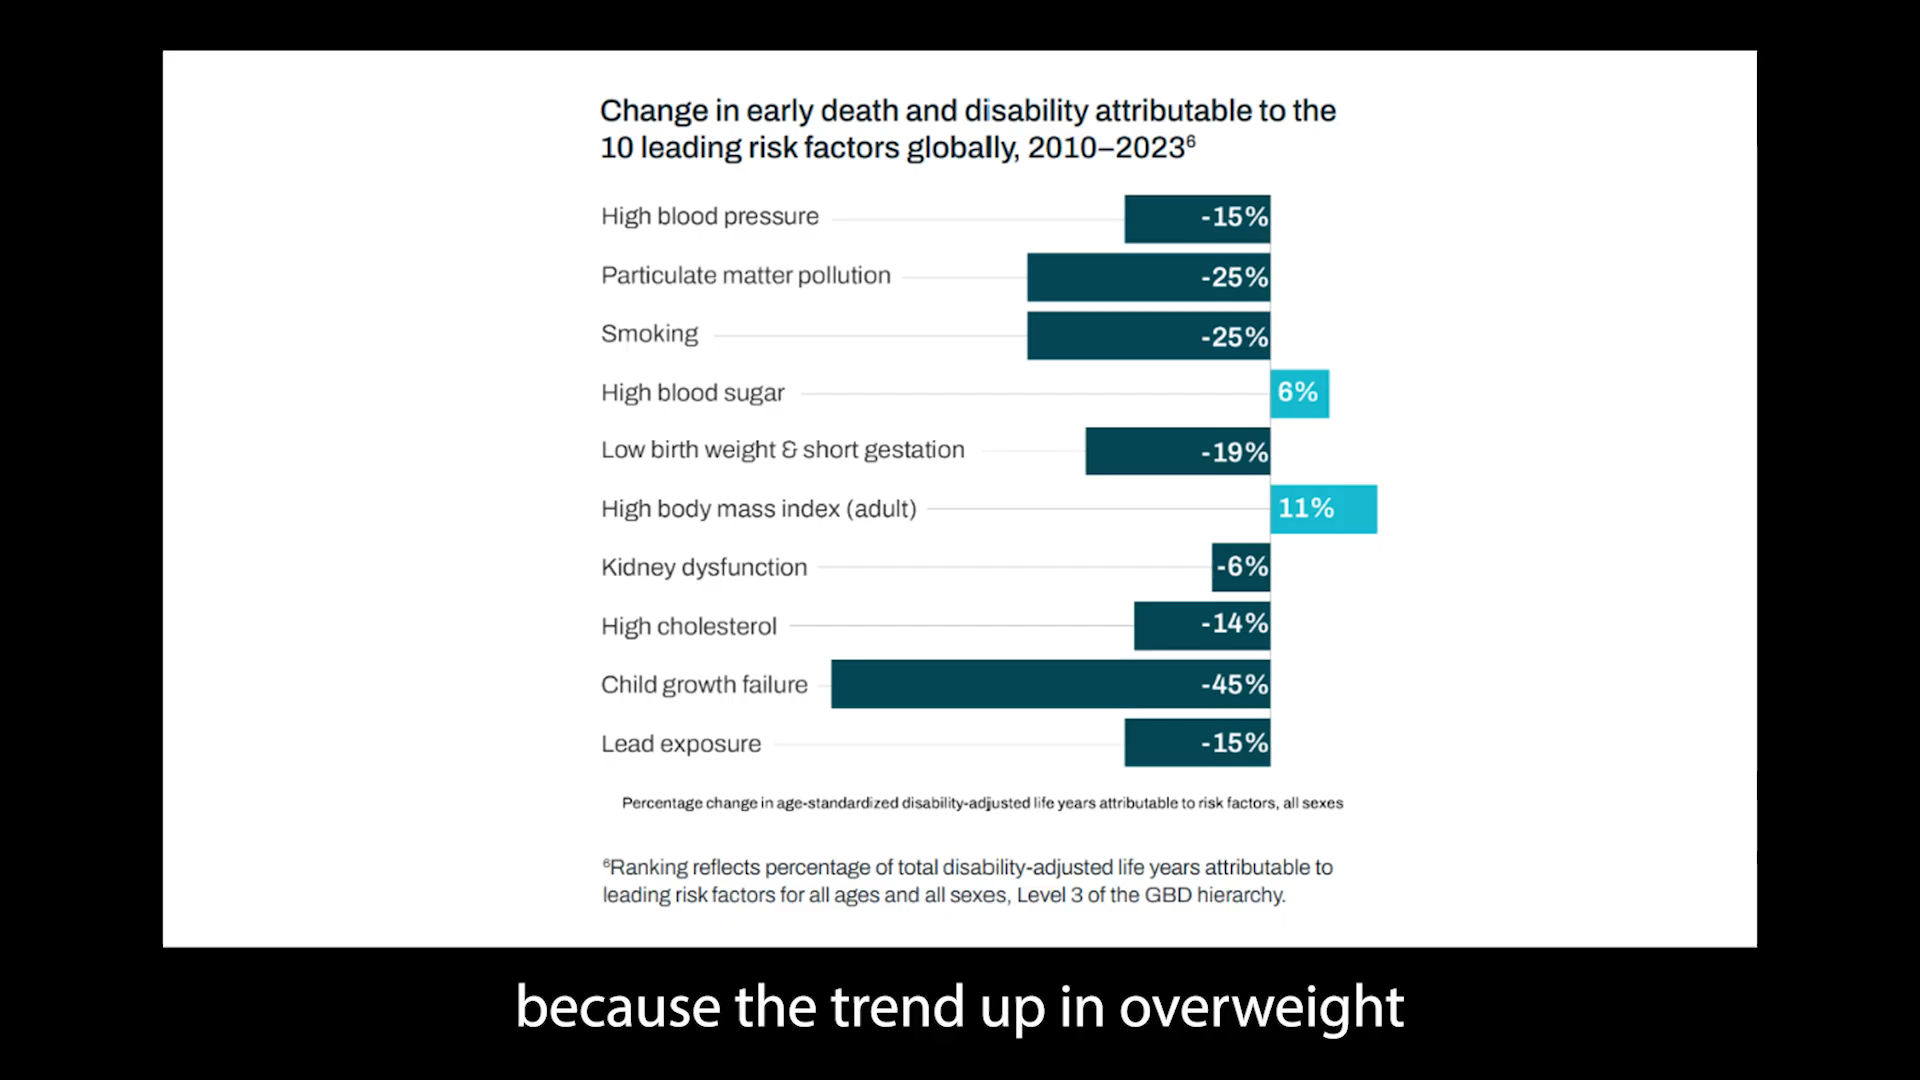 Change in early death and disability attributable to the
10 leading risk factors globally, 2010–2023⁶
High blood pressure -15%
Particulate matter pollution -25%
Smoking -25%
High blood sugar 6%
Low birth weight & short gestation -19%
High body mass index (adult) 11%
Kidney dysfunction -6%
High cholesterol -14%
Child growth failure -45%
Lead exposure -15%
Percentage change in age-standardized disability-adjusted life years attributable to risk factors, all sexes
⁶Ranking reflects percentage of total disability-adjusted life years attributable to
leading risk factors for all ages and all sexes, Level 3 of the GBD hierarchy.
because the trend up in overweight